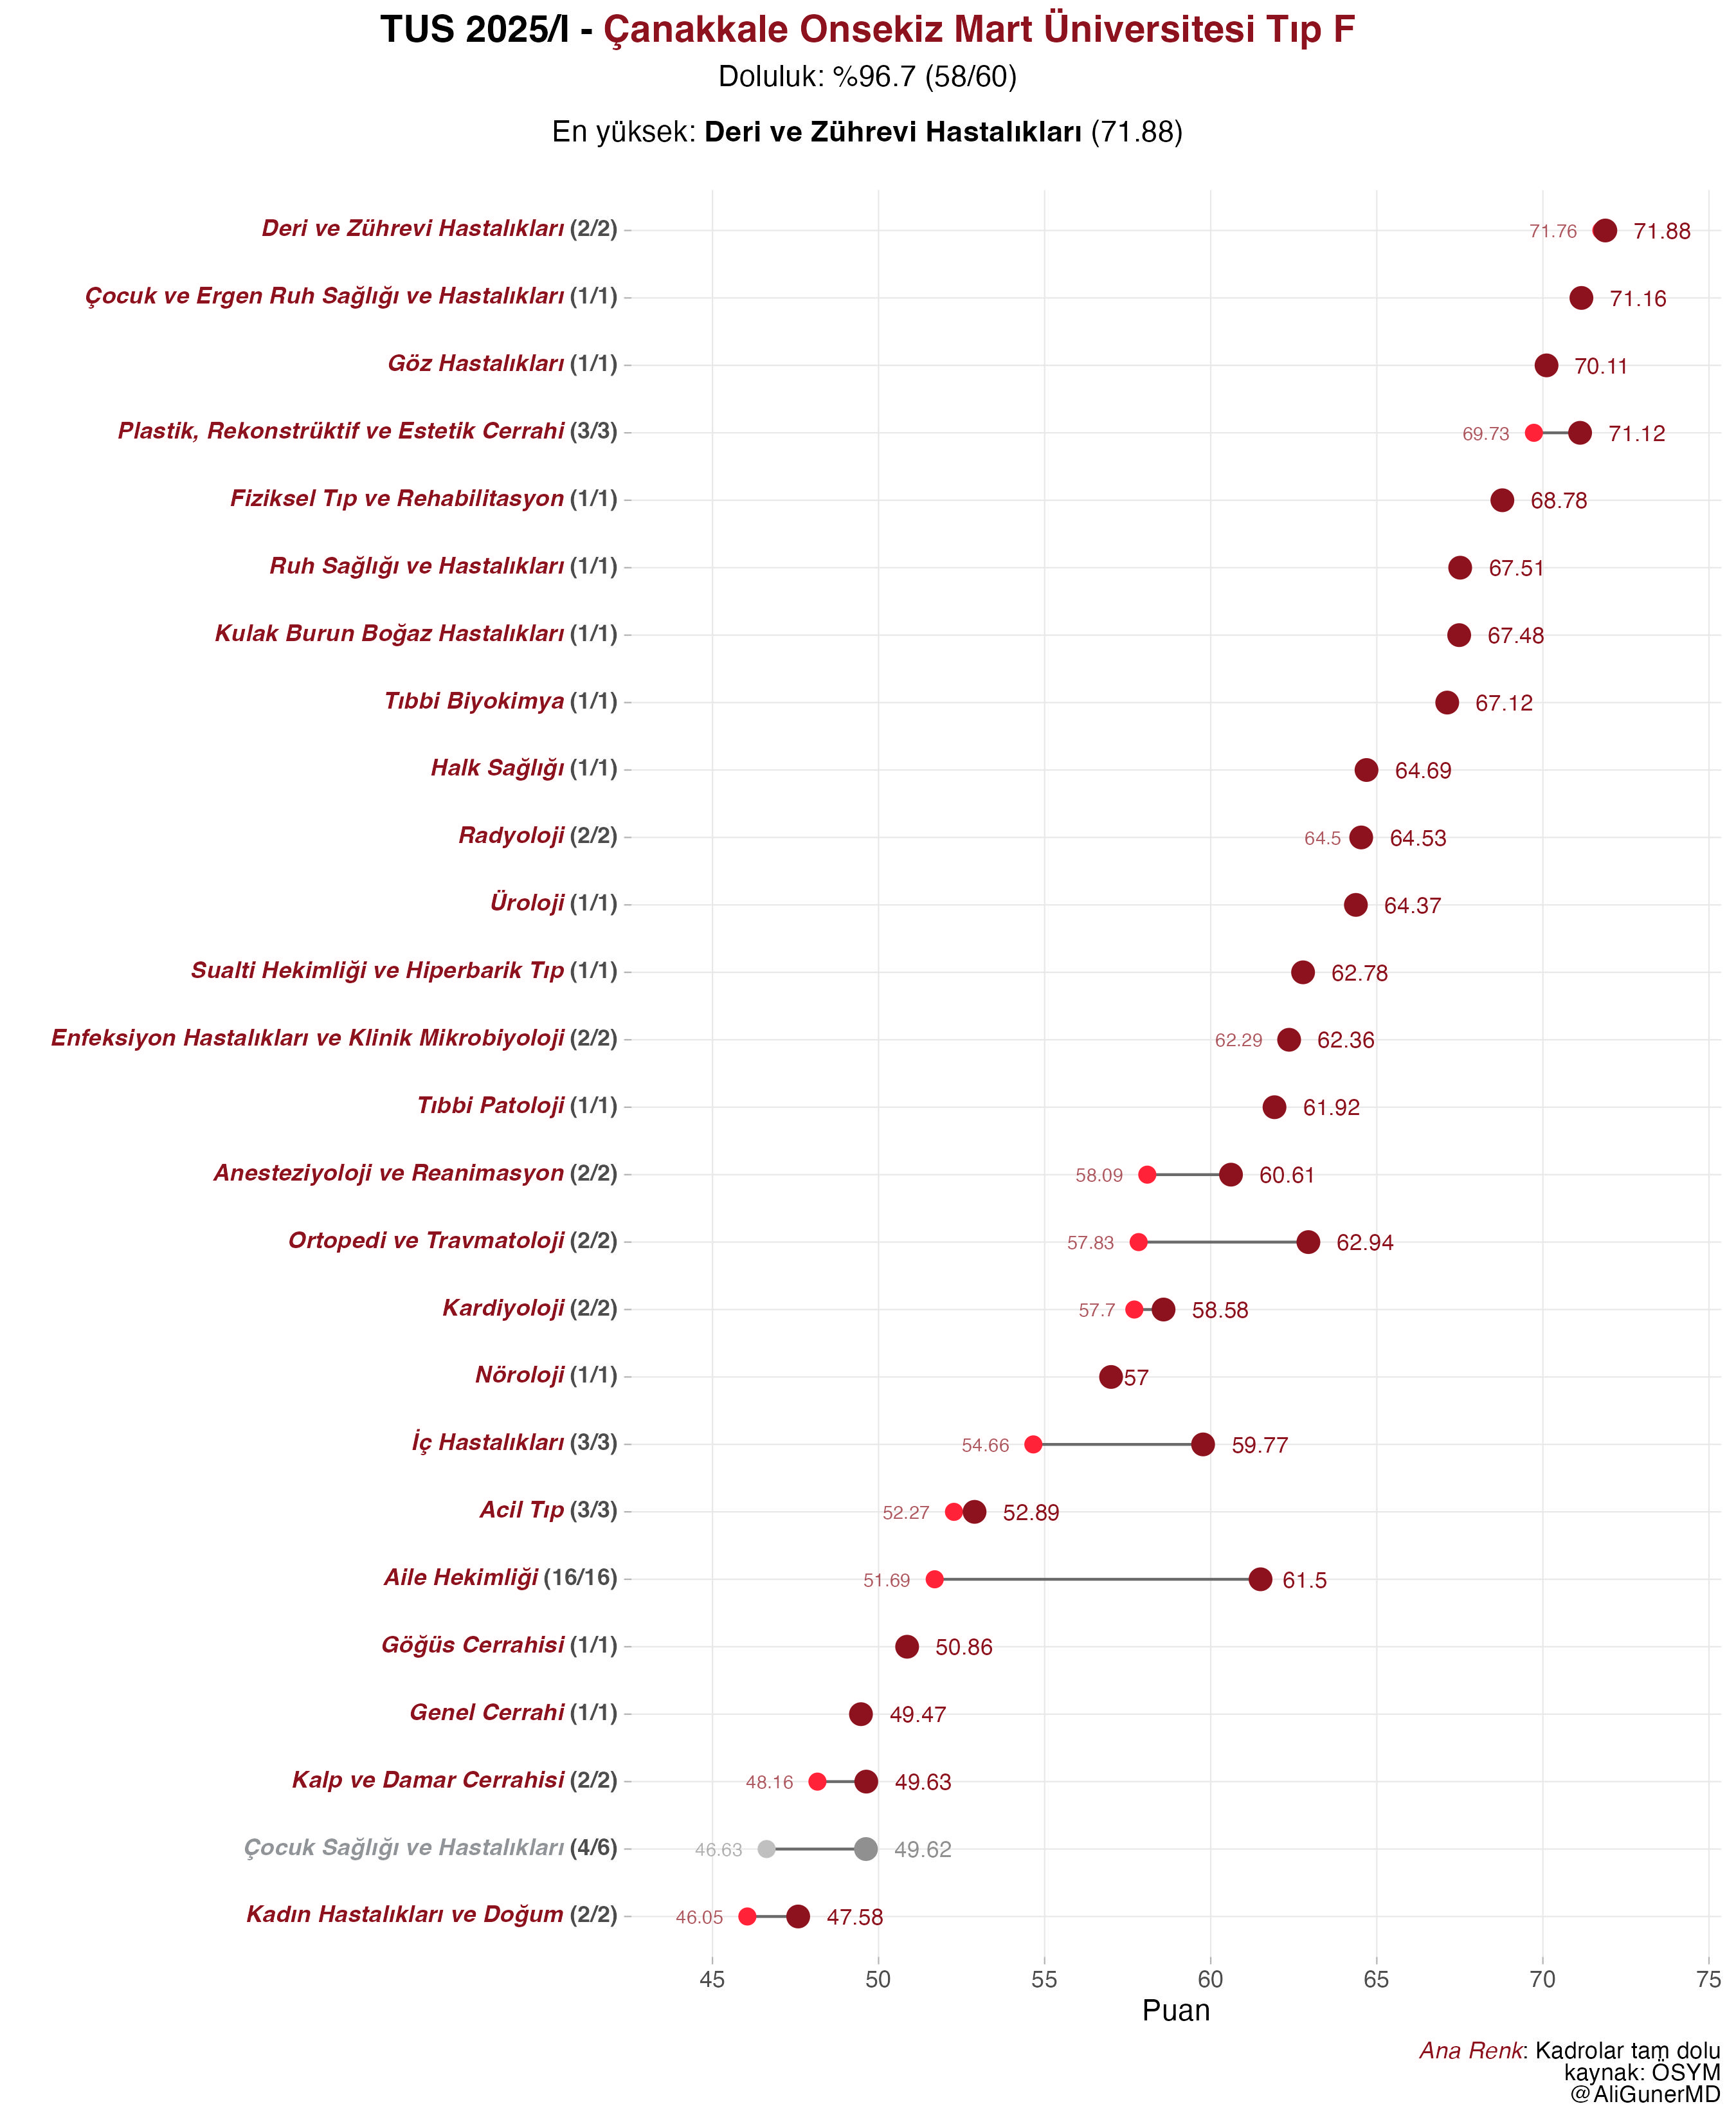 TUS 2025/I - Çanakkale Onsekiz Mart Üniversitesi Tıp F
Doluluk: %96.7 (58/60)
En yüksek: Deri ve Zührevi Hastalıkları (71.88)
Deri ve Zührevi Hastalıkları (2/2) 71.76 71.88
Çocuk ve Ergen Ruh Sağlığı ve Hastalıkları (1/1) 71.16
Göz Hastalıkları (1/1) 70.11
Plastik, Rekonstrüktif ve Estetik Cerrahi (3/3) 69.73 71.12
Fiziksel Tıp ve Rehabilitasyon (1/1) 68.78
Ruh Sağlığı ve Hastalıkları (1/1) 67.51
Kulak Burun Boğaz Hastalıkları (1/1) 67.48
Tıbbi Biyokimya (1/1) 67.12
Halk Sağlığı (1/1) 64.69
Radyoloji (2/2) 64.5 64.53
Üroloji (1/1) 64.37
Sualti Hekimliği ve Hiperbarik Tıp (1/1) 62.78
Enfeksiyon Hastalıkları ve Klinik Mikrobiyoloji (2/2) 62.29 62.36
Tıbbi Patoloji (1/1) 61.92
Anesteziyoloji ve Reanimasyon (2/2) 58.09 60.61
Ortopedi ve Travmatoloji (2/2) 57.83 62.94
Kardiyoloji (2/2) 57.7 58.58
Nöroloji (1/1) 57
İç Hastalıkları (3/3) 54.66 59.77
Acil Tıp (3/3) 52.27 52.89
Aile Hekimliği (16/16) 51.69 61.5
Göğüs Cerrahisi (1/1) 50.86
Genel Cerrahi (1/1) 49.47
Kalp ve Damar Cerrahisi (2/2) 48.16 49.63
Çocuk Sağlığı ve Hastalıkları (4/6) 46.63 49.62
Kadın Hastalıkları ve Doğum (2/2) 46.05 47.58
45 50 55 60 65 70 75
Puan
Ana Renk: Kadrolar tam dolu
kaynak: ÖSYM
@AliGunerMD